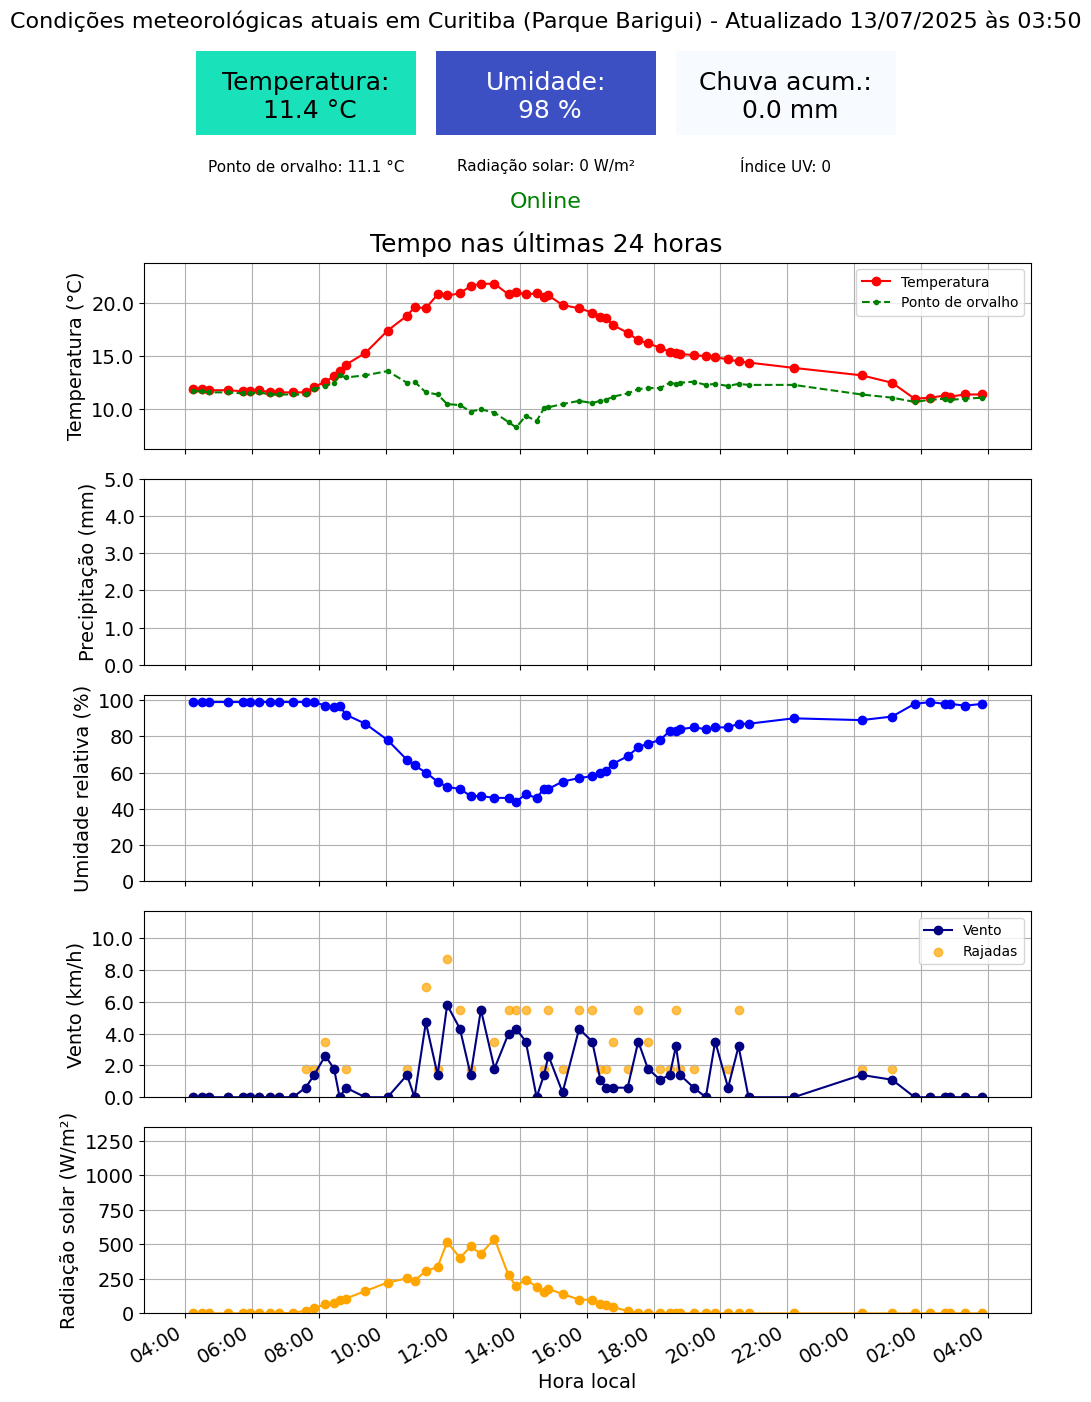 Condições meteorológicas atuais em Curitiba (Parque Barigui) - Atualizado 13/07/2025 às 03:50
Temperatura:
11.4 °C
Umidade:
98 %
Chuva acum.:
0.0 mm
Ponto de orvalho: 11.1 °C
Radiação solar: 0 W/m²
Índice UV: 0
Online
Tempo nas últimas 24 horas
Temperatura (°C)
20.0
15.0
10.0
Temperatura
Ponto de orvalho
Precipitação (mm)
5.0
4.0
3.0
2.0
1.0
0.0
Umidade relativa (%)
100
80
60
40
20
0
Vento (km/h)
10.0
8.0
6.0
4.0
2.0
0.0
Vento
Rajadas
Radiação solar (W/m²)
1250
1000
750
500
250
0
04:00
06:00
08:00
10:00
12:00
14:00
16:00
18:00
20:00
22:00
00:00
02:00
04:00
Hora local